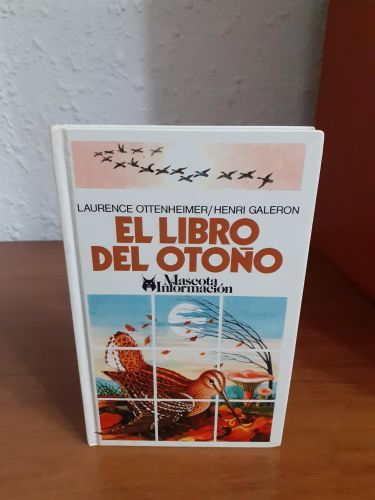 LAURENCE OTTENHEIMER/HENRI GALERON
EL LIBRO
DEL OTOÑO
Mascota
Información